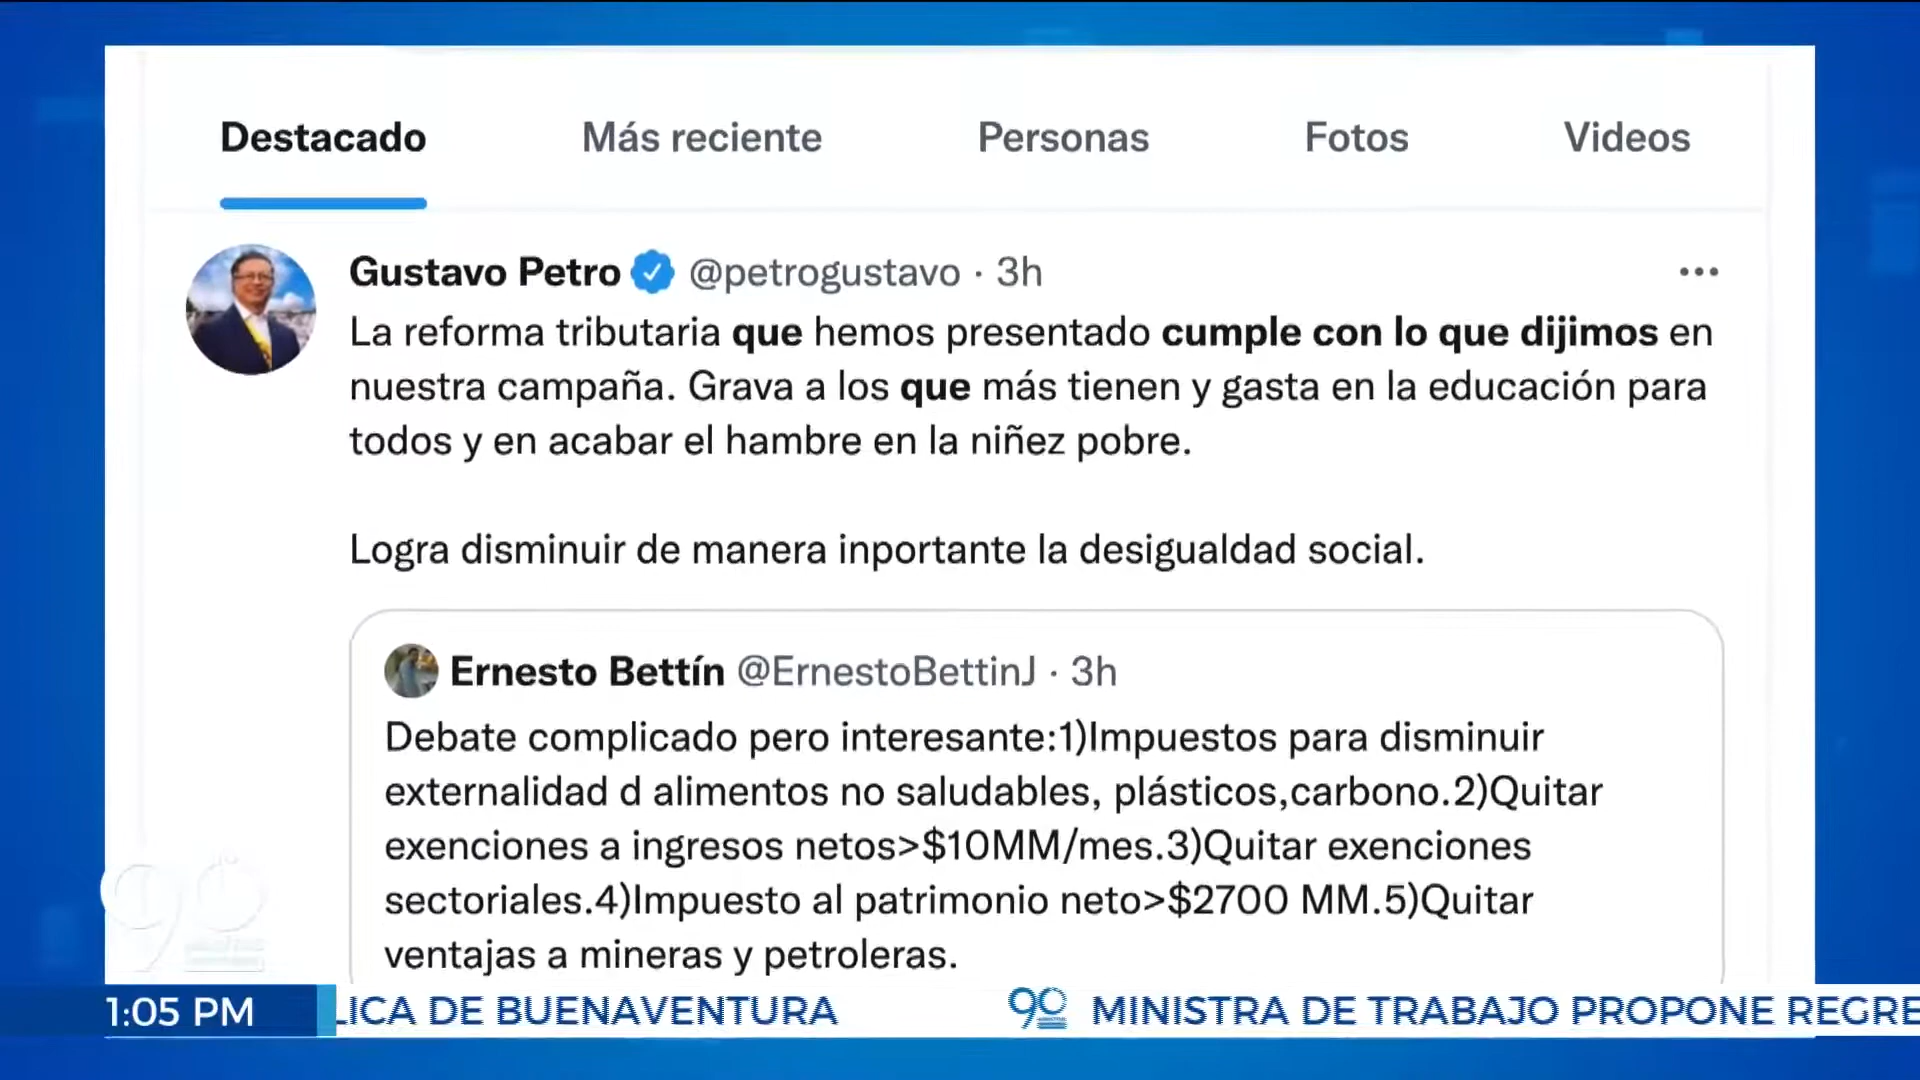 Destacado Más reciente Personas Fotos Videos
Gustavo Petro @petrogustavo · 3h
La reforma tributaria que hemos presentado cumple con lo que dijimos en
nuestra campaña. Grava a los que más tienen y gasta en la educación para
todos y en acabar el hambre en la niñez pobre.
Logra disminuir de manera inportante la desigualdad social.
Ernesto Bettín @ErnestoBettinJ · 3h
Debate complicado pero interesante:1)Impuestos para disminuir
externalidad d alimentos no saludables, plásticos,carbono.2)Quitar
exenciones a ingresos netos>$10MM/mes.3)Quitar exenciones
sectoriales.4)Impuesto al patrimonio neto>$2700 MM.5)Quitar
ventajas a mineras y petroleras.
90
1:05 PM LICA DE BUENAVENTURA 90 MINISTRA DE TRABAJO PROPONE REGRE